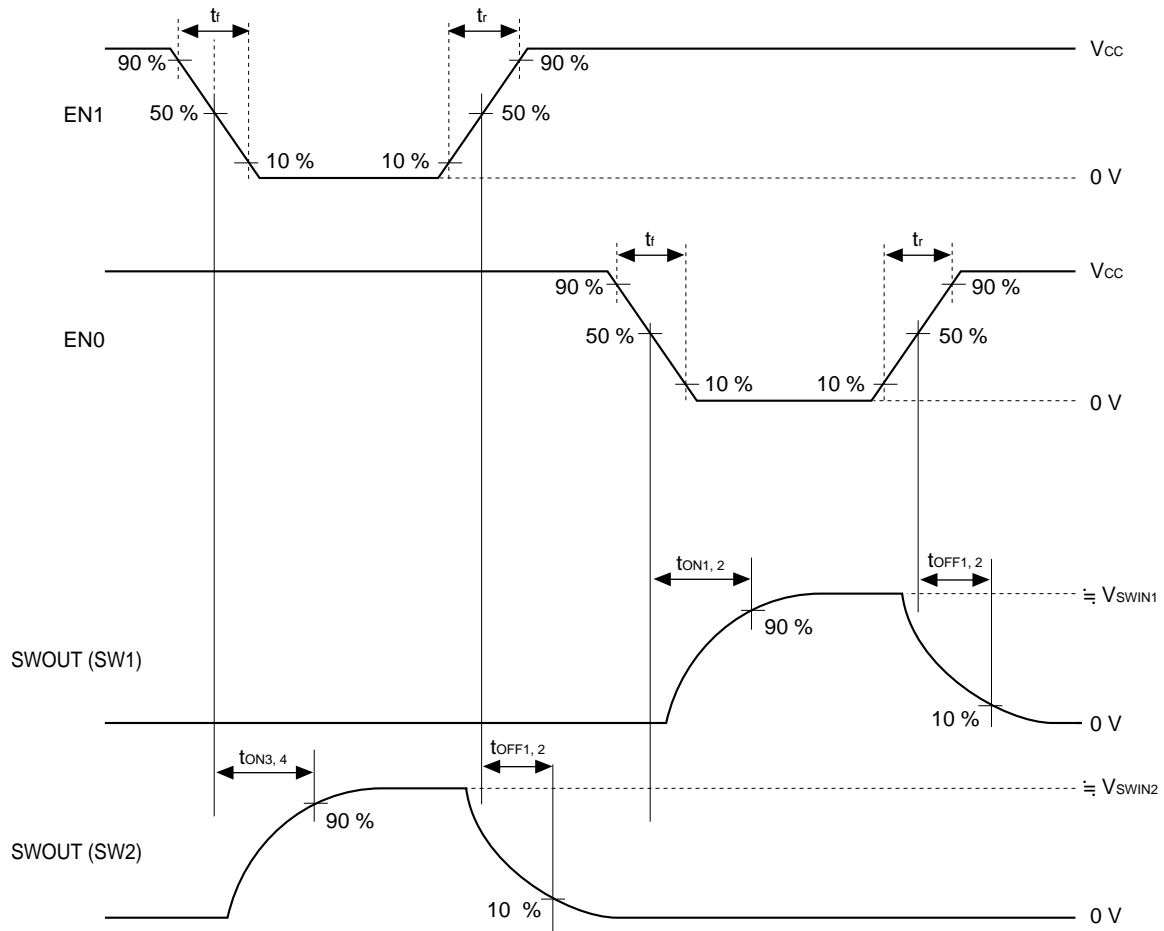 tf
tr
90 %
90 %
VCC
EN1
50 %
50 %
10 %
10 %
0 V
tf
tr
90 %
90 %
VCC
EN0
50 %
50 %
10 %
10 %
0 V
tON1, 2
tOFF1, 2
≒ VSWIN1
90 %
SWOUT (SW1)
10 %
0 V
tON3, 4
tOFF1, 2
≒ VSWIN2
90 %
SWOUT (SW2)
10 %
0 V